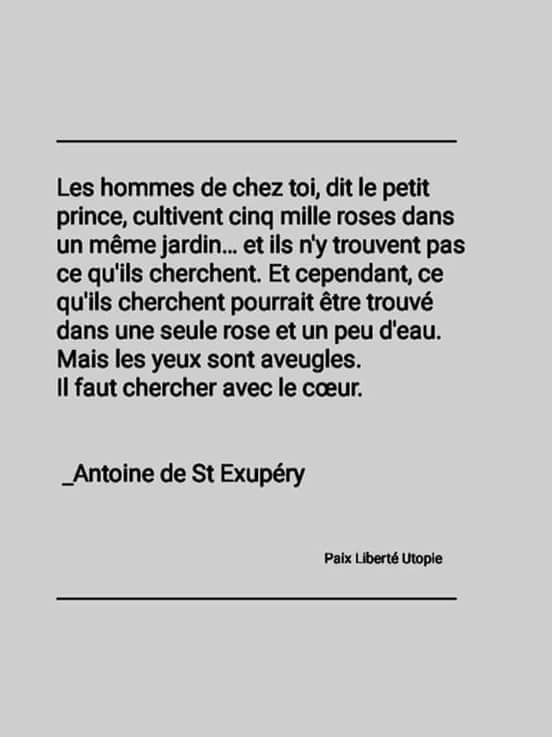 Les hommes de chez toi, dit le petit
prince, cultivent cinq mille roses dans
un même jardin... et ils n'y trouvent pas
ce qu'ils cherchent. Et cependant, ce
qu'ils cherchent pourrait être trouvé
dans une seule rose et un peu d'eau.
Mais les yeux sont aveugles.
Il faut chercher avec le cœur.
_Antoine de St Exupéry
Paix Liberté Utopie